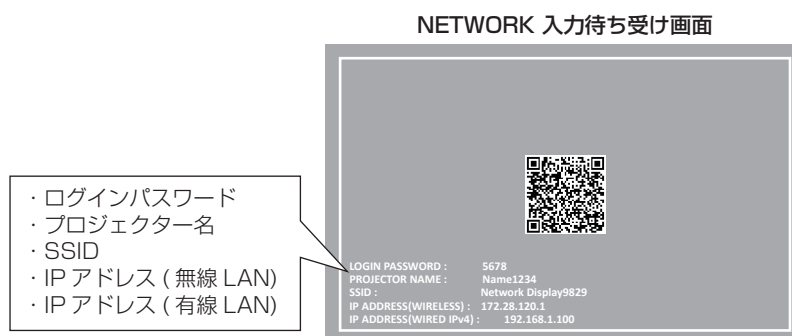 NETWORK 入力待ち受け画面
・ログインパスワード
・プロジェクター名
・SSID
・IP アドレス ( 無線 LAN)
・IP アドレス ( 有線 LAN)
LOGIN PASSWORD : 5678
PROJECTOR NAME : Name1234
SSID : Network Display9829
IP ADDRESS(WIRELESS) : 172.28.120.1
IP ADDRESS(WIRED IPv4) : 192.168.1.100